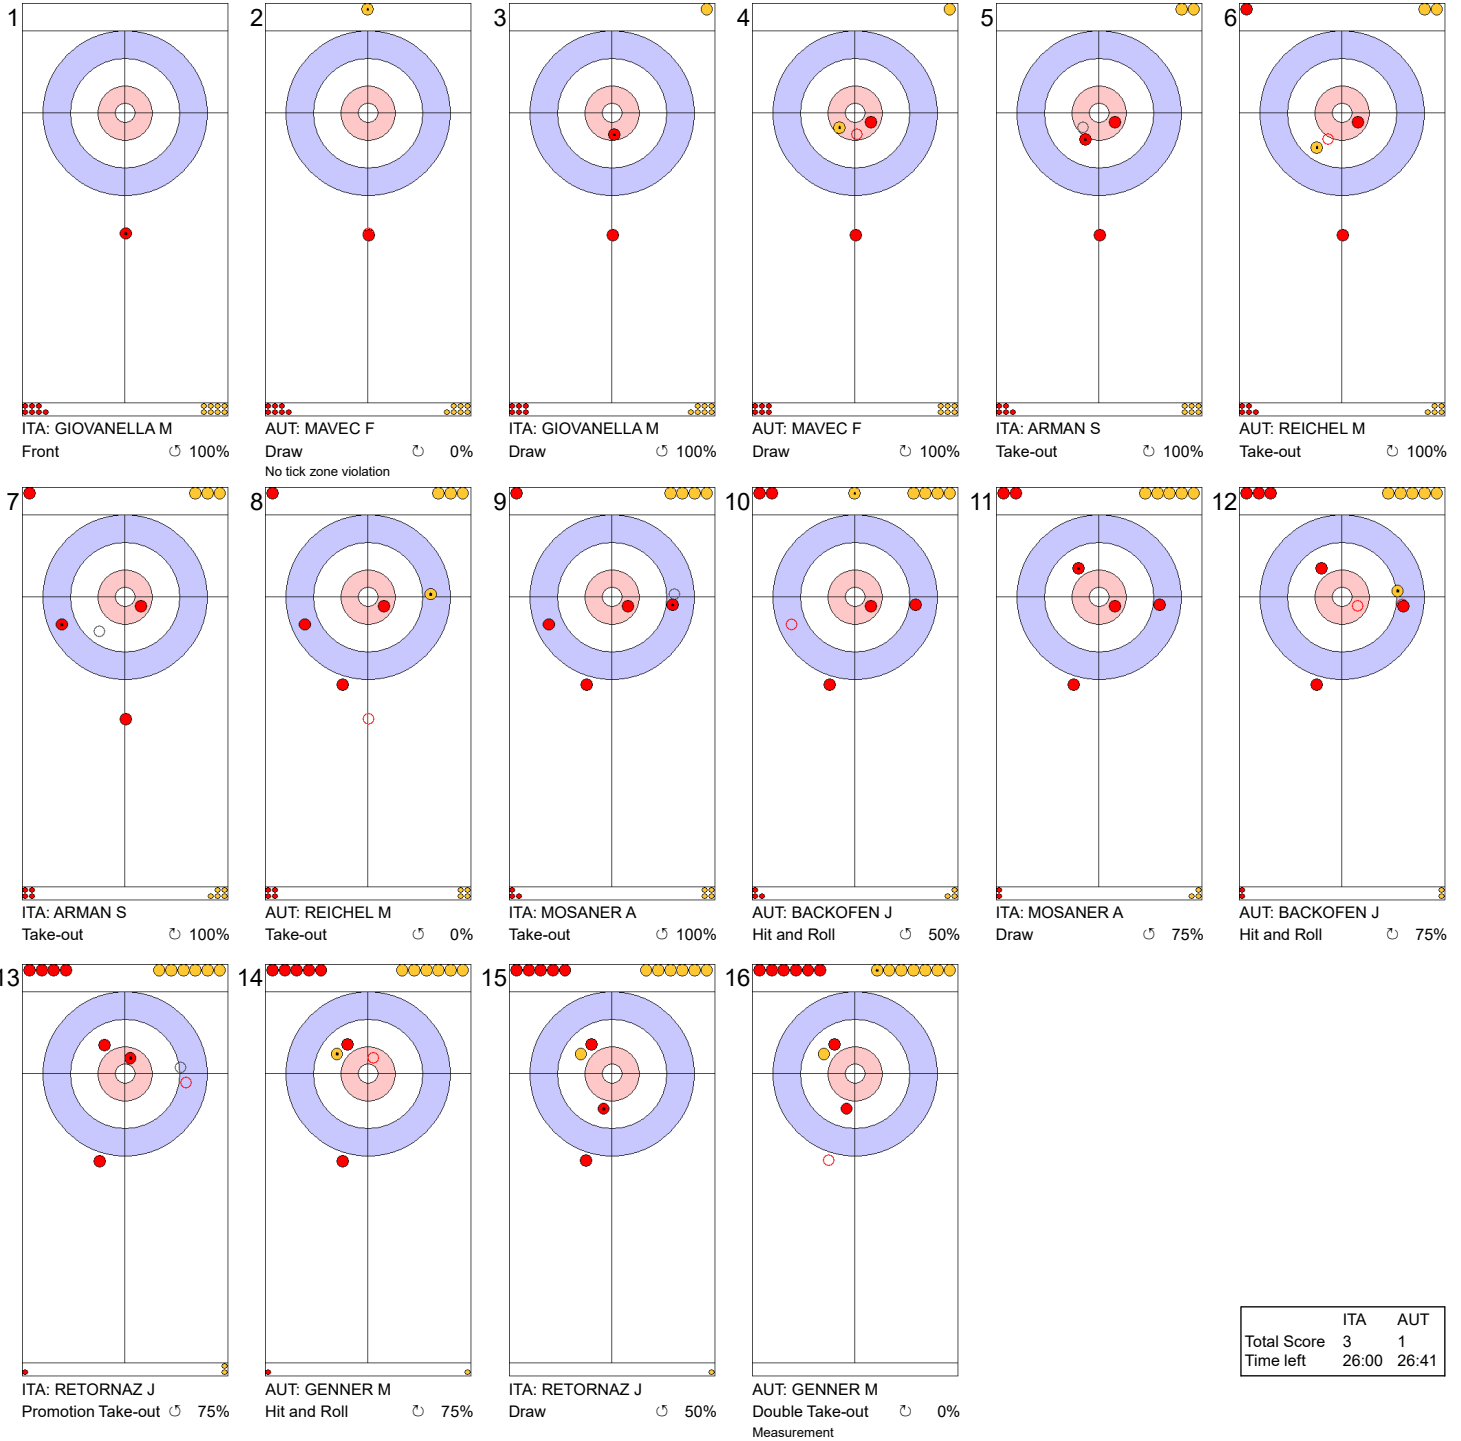 1
ITA: GIOVANELLA M
Front ↺ 100%
2
AUT: MAVEC F
Draw ↻ 0%
No tick zone violation
3
ITA: GIOVANELLA M
Draw ↺ 100%
4
AUT: MAVEC F
Draw ↻ 100%
5
ITA: ARMAN S
Take-out ↻ 100%
6
AUT: REICHEL M
Take-out ↻ 100%
7
ITA: ARMAN S
Take-out ↻ 100%
8
AUT: REICHEL M
Take-out ↺ 0%
9
ITA: MOSANER A
Take-out ↺ 100%
10
AUT: BACKOFEN J
Hit and Roll ↺ 50%
11
ITA: MOSANER A
Draw ↺ 75%
12
AUT: BACKOFEN J
Hit and Roll ↻ 75%
13
ITA: RETORNAZ J
Promotion Take-out ↺ 75%
14
AUT: GENNER M
Hit and Roll ↻ 75%
15
ITA: RETORNAZ J
Draw ↺ 50%
16
AUT: GENNER M
Double Take-out ↻ 0%
Measurement
ITA AUT
Total Score 3 1
Time left 26:00 26:41